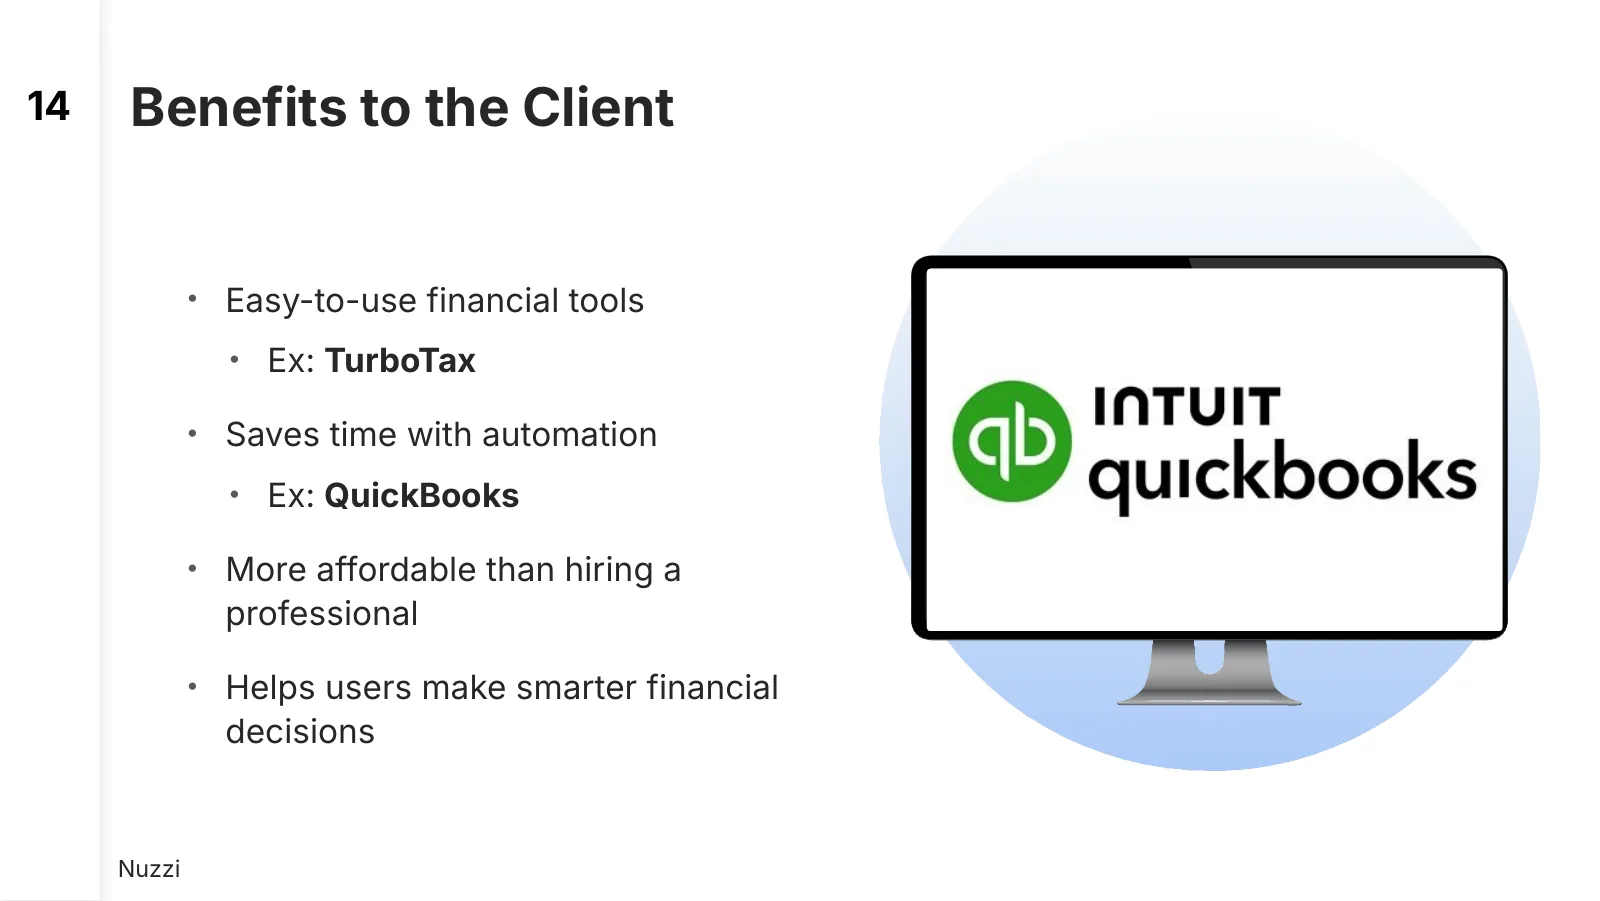 14
Benefits to the Client
• Easy-to-use financial tools
• Ex: TurboTax
• Saves time with automation
• Ex: QuickBooks
• More affordable than hiring a
professional
• Helps users make smarter financial
decisions
qb
INTUIT
quickbooks
Nuzzi